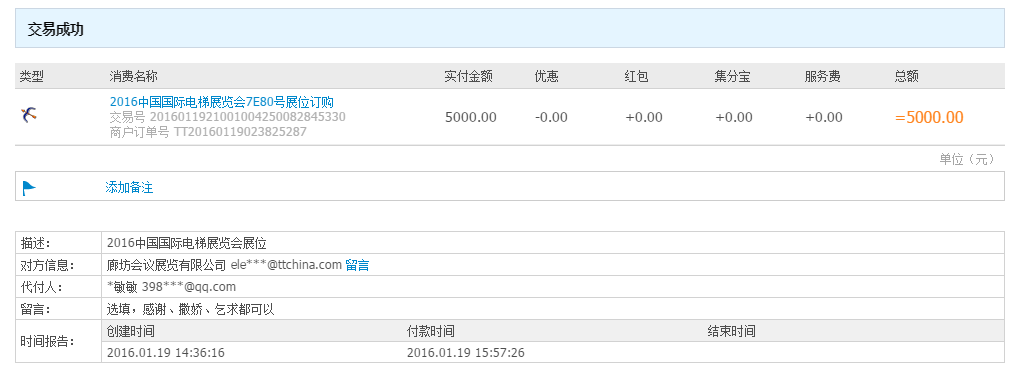 交易成功
类型 消费名称 实付金额 优惠 红包 集分宝 服务费 总额
2016中国国际电梯展览会7E80号展位订购
交易号 2016011921001004250082845330
商户订单号 TT20160119023825287
5000.00 -0.00 +0.00 +0.00 +0.00 =5000.00
单位（元）
添加备注
描述： 2016中国国际电梯展览会展位
对方信息： 廊坊会议展览有限公司 ele***@ttchina.com 留言
代付人： *敏敏 398***@qq.com
留言： 选填，感谢、撒娇、乞求都可以
时间报告： 创建时间 付款时间 结束时间
2016.01.19 14:36:16 2016.01.19 15:57:26